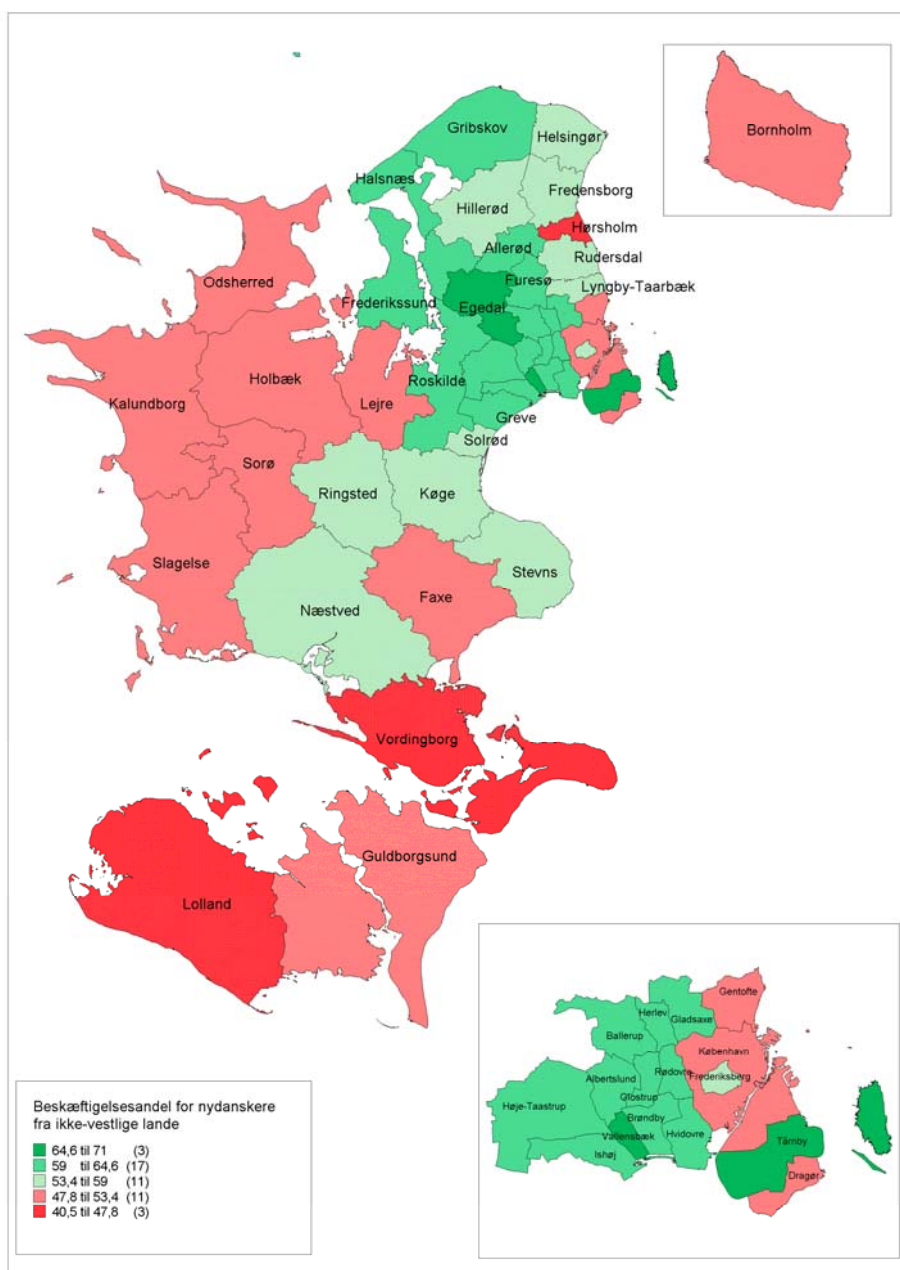 Bornholm
Gribskov
Helsingør
Halsnæs
Fredensborg
Hillerød
Hørsholm
Allerød
Rudersdal
Furesø
Odsherred
Lyngby-Taarbæk
Frederikssund
Egedal
Holbæk
Roskilde
Kalundborg
Lejre
Greve
Solrød
Sorø
Ringsted
Køge
Slagelse
Stevns
Faxe
Næstved
Vordingborg
Guldborgsund
Lolland
Gentofte
Herlev
Gladsaxe
Ballerup
København
Rødovre
Frederiksberg
Albertslund
Glostrup
Høje-Taastrup
Brøndby
Vallensbæk
Hvidovre
Ishøj
Tårnby
Dragør
Beskæftigelsesandel for nydanskere
fra ikke-vestlige lande
64,6 til 71 (3)
59 til 64,6 (17)
53,4 til 59 (11)
47,8 til 53,4 (11)
40,5 til 47,8 (3)